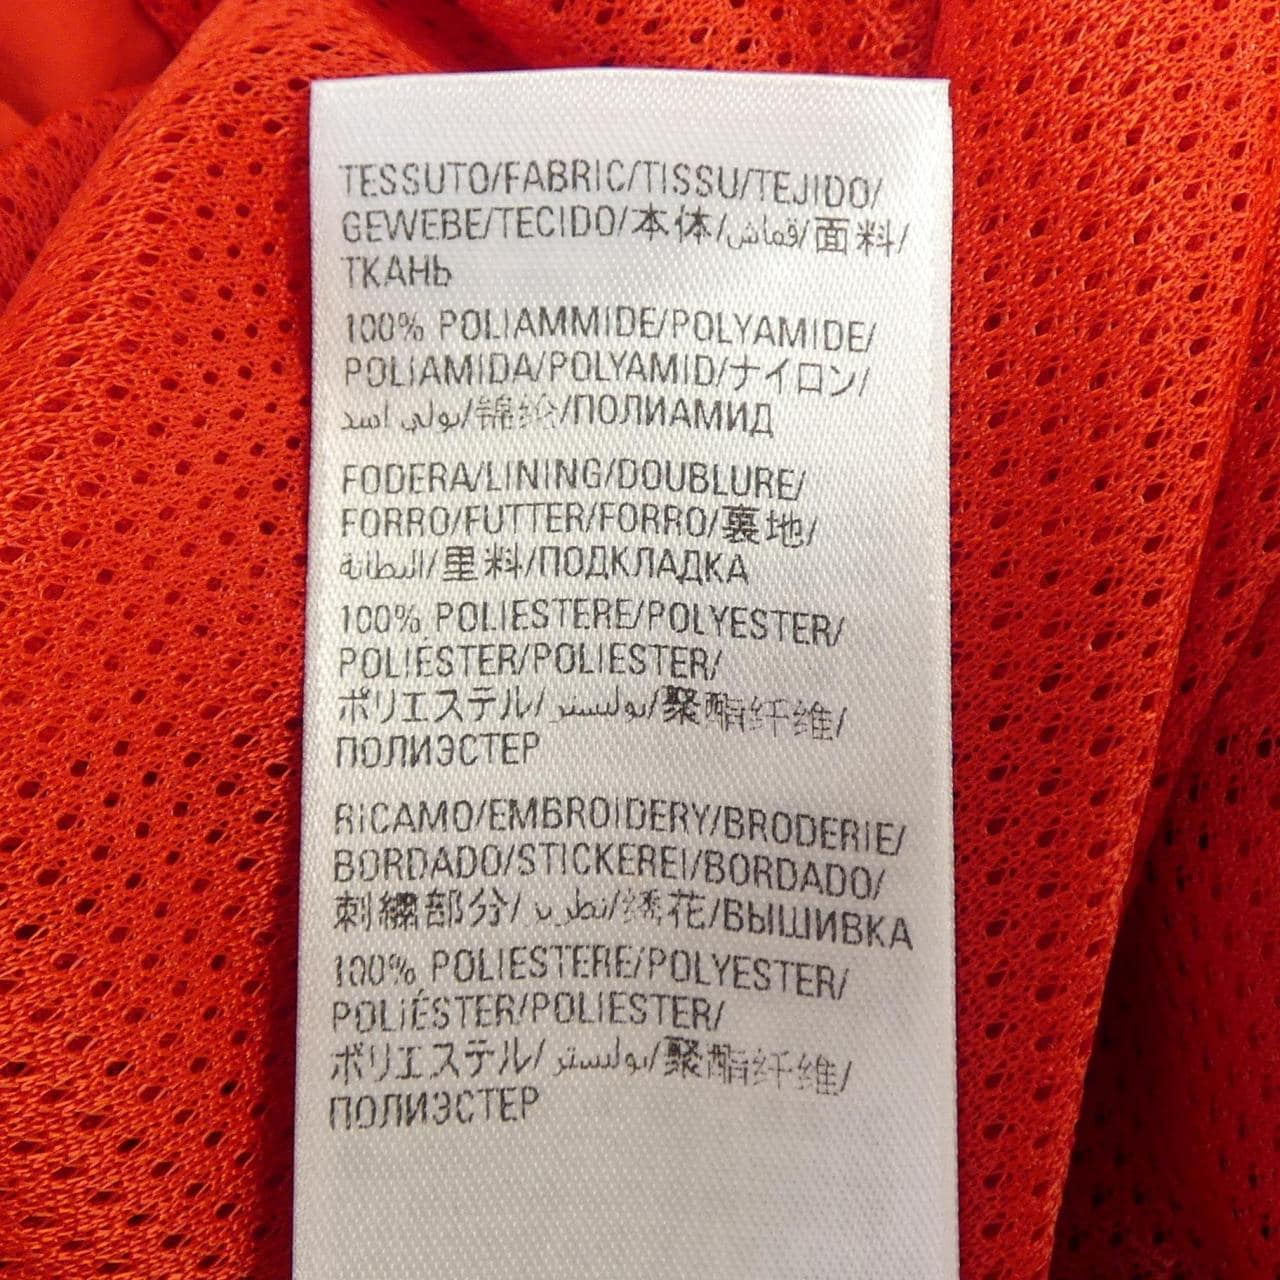 TESSUTO/FABRIC/TISSU/TEJIDO/
GEWEBE/TECIDO/本体/قماش/面料/
ТКАНЬ
100% POLIAMMIDE/POLYAMIDE/
POLIAMIDA/POLYAMID/ナイロン/
بولي اسد/锦纶/ПОЛИАМИД
FODERA/LINING/DOUBLURE/
FORRO/FUTTER/FORRO/裏地/
البطانة/里料/ПОДКЛАДКА
100% POLIESTERE/POLYESTER/
POLIÉSTER/POLIESTER/
ポリエステル/بوليستر/聚酯纤维/
ПОЛИЭСТЕР
RICAMO/EMBROIDERY/BRODERIE/
BORDADO/STICKEREI/BORDADO/
刺繍部分/تطريز/绣花/ВЫШИВКА
100% POLIESTERE/POLYESTER/
POLIÉSTER/POLIESTER/
ポリエステル/بوليستر/聚酯纤维/
ПОЛИЭСТЕР